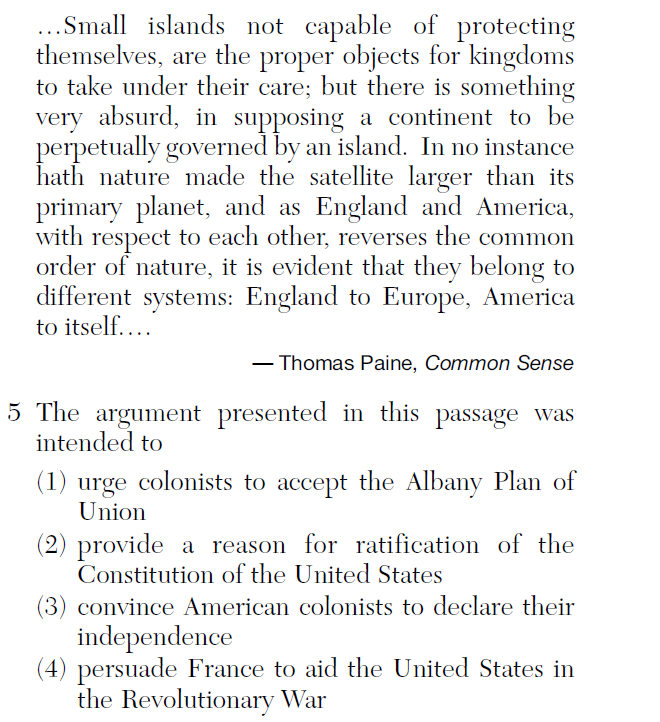 ...Small islands not capable of protecting
themselves, are the proper objects for kingdoms
to take under their care; but there is something
very absurd, in supposing a continent to be
perpetually governed by an island. In no instance
hath nature made the satellite larger than its
primary planet, and as England and America,
with respect to each other, reverses the common
order of nature, it is evident that they belong to
different systems: England to Europe, America
to itself....
— Thomas Paine, Common Sense
5 The argument presented in this passage was
intended to
(1) urge colonists to accept the Albany Plan of
Union
(2) provide a reason for ratification of the
Constitution of the United States
(3) convince American colonists to declare their
independence
(4) persuade France to aid the United States in
the Revolutionary War